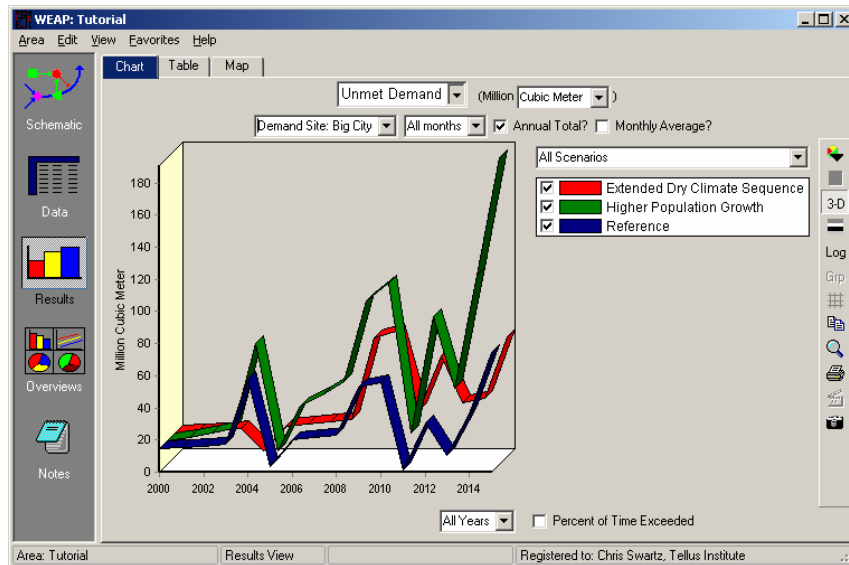 WEAP: Tutorial
Area Edit View Favorites Help
Chart Table Map
Unmet Demand (Million Cubic Meter )
Demand Site: Big City All months Annual Total? Monthly Average?
All Scenarios
Extended Dry Climate Sequence
Higher Population Growth
Reference
Schematic
Data
Results
Overviews
Notes
3-D
Log
Grp
Million Cubic Meter
180
160
140
120
100
80
60
40
20
0
2000 2002 2004 2006 2008 2010 2012 2014
All Years Percent of Time Exceeded
Area: Tutorial Results View Registered to: Chris Swartz, Tellus Institute